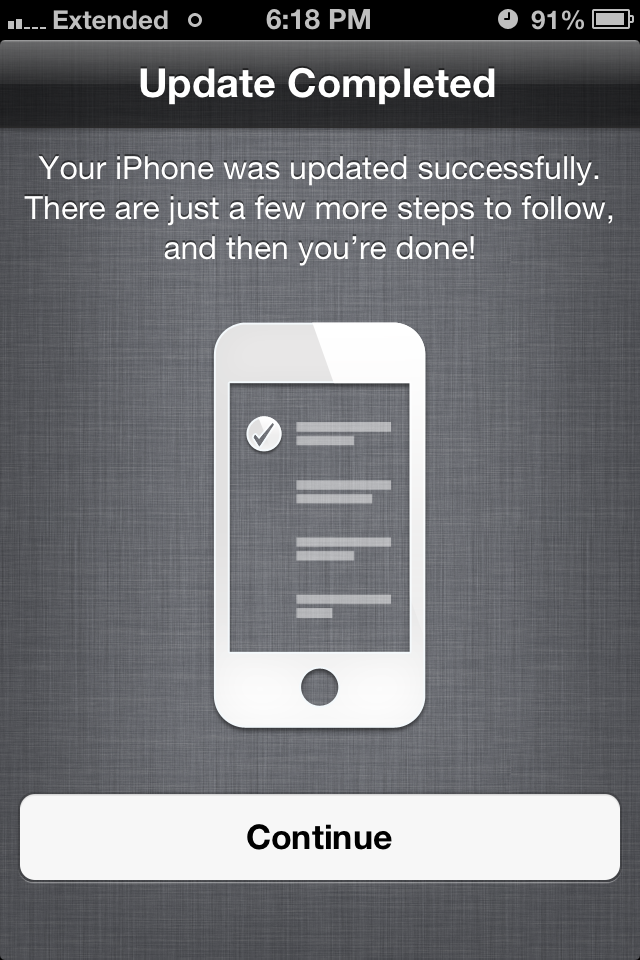 Extended 6:18 PM 91%
Update Completed
Your iPhone was updated successfully.
There are just a few more steps to follow,
and then you’re done!
Continue